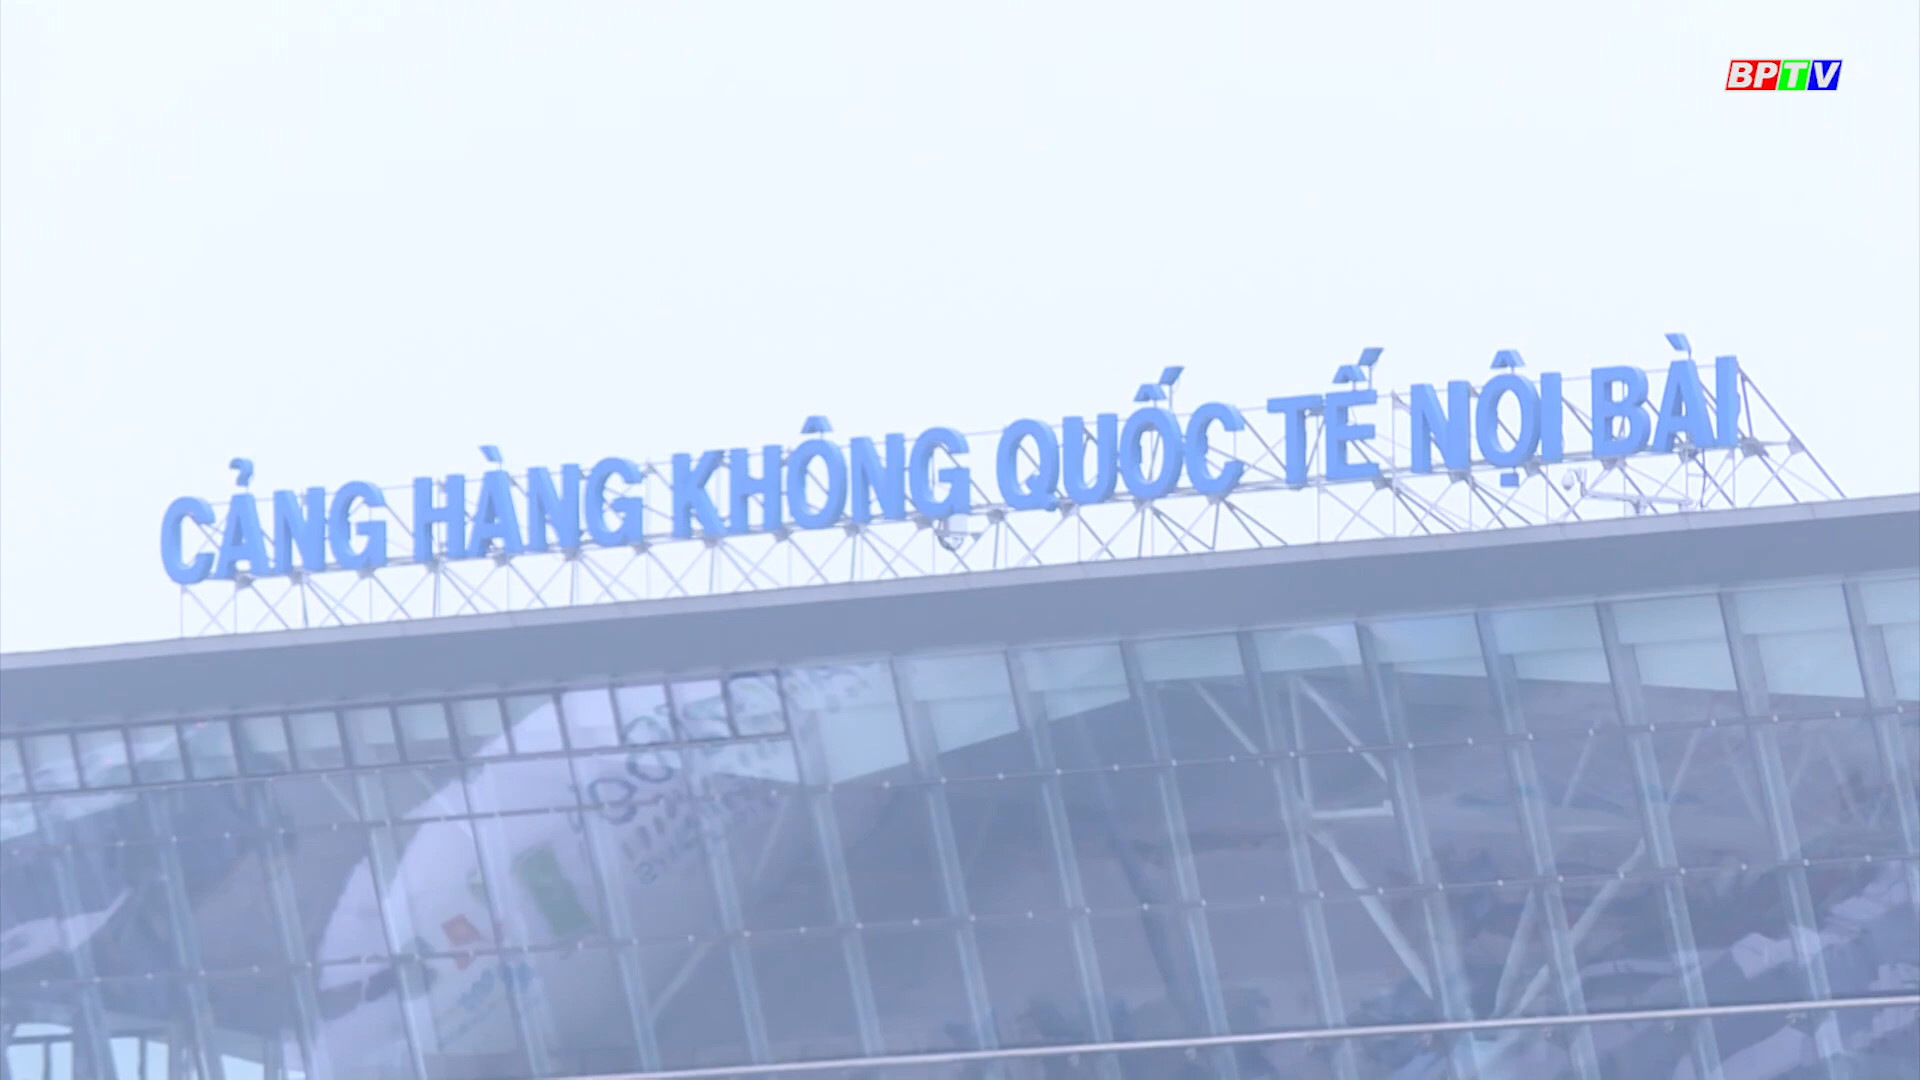 BPTV
CẢNG HÀNG KHÔNG QUỐC TẾ NỘI BÀI